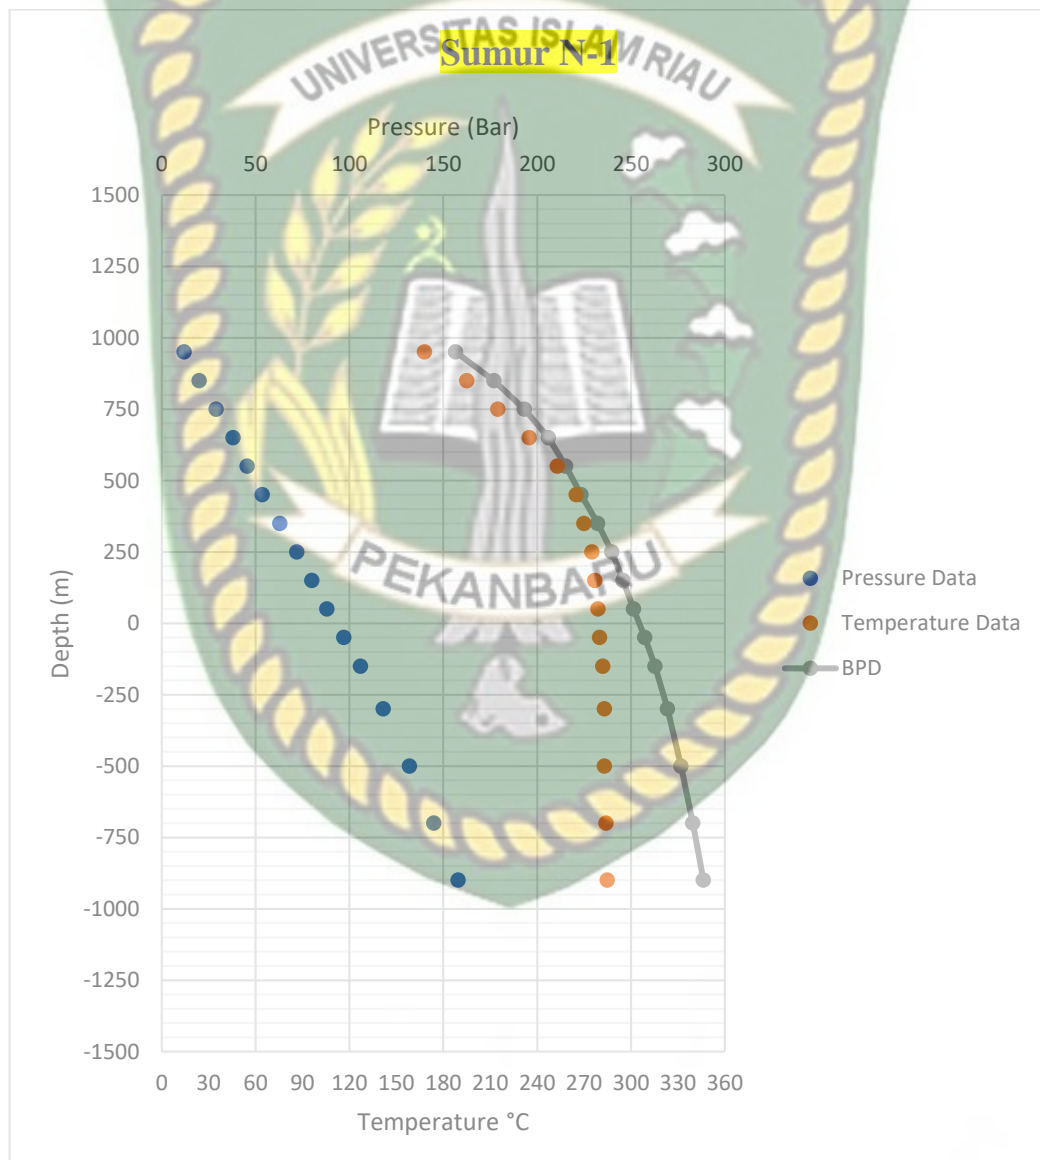 UNIVERSITAS ISLAM RIAU
Sumur N-1
Pressure (Bar)
0 50 100 150 200 250 300
1500
1250
1000
750
500
250
0
-250
-500
-750
-1000
-1250
-1500
Depth (m)
PEKANBARU
Pressure Data
Temperature Data
BPD
0 30 60 90 120 150 180 210 240 270 300 330 360
Temperature °C